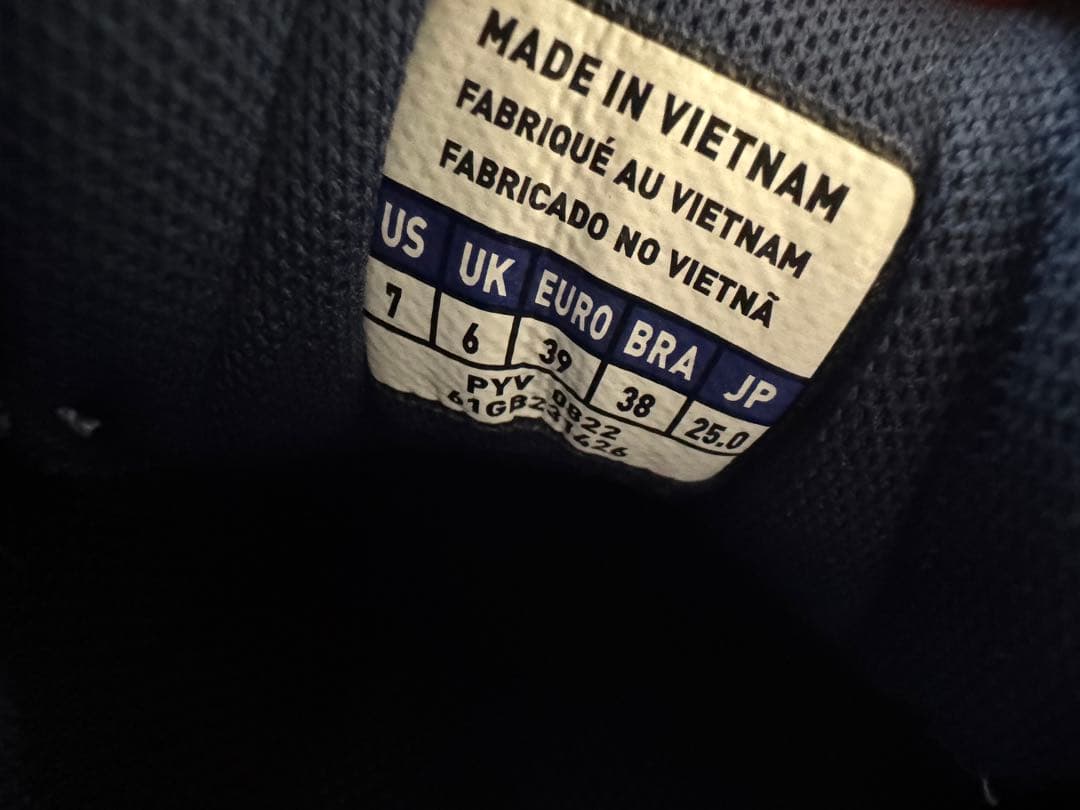 MADE IN VIETNAM
FABRIQUÉ AU VIETNAM
FABRICADO NO VIETNÃ
US UK EURO BRA JP
7 6 39 38 25.0
PYV 0B22
61GB231626